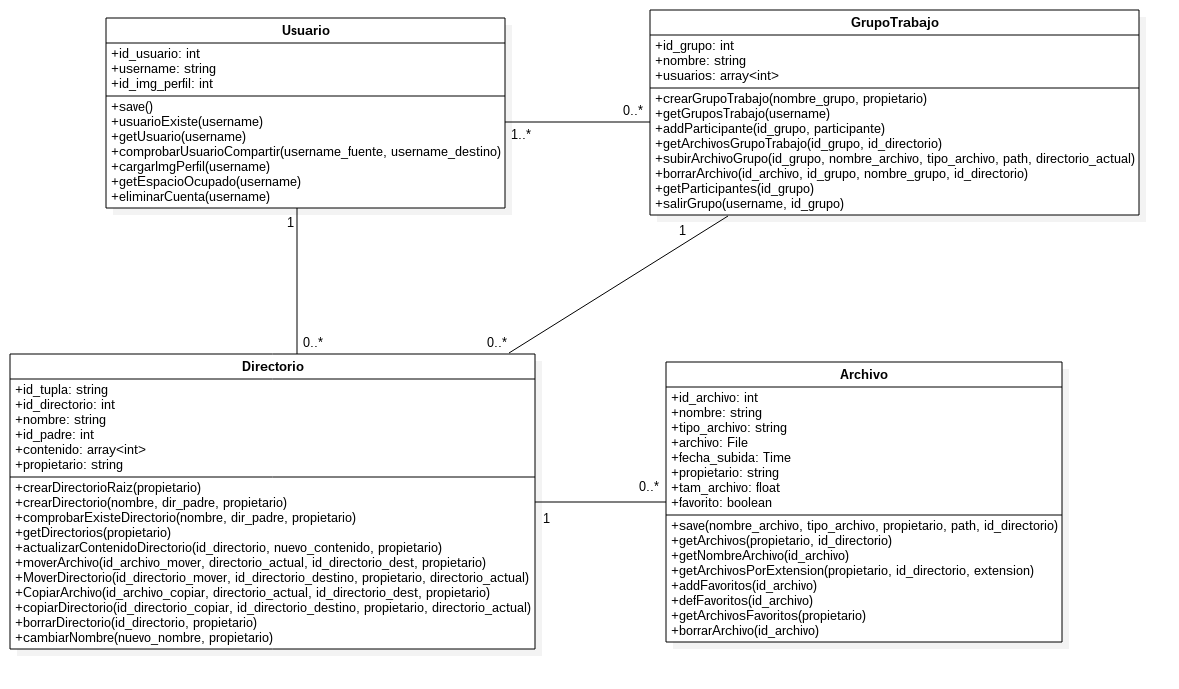 Usuario
+id_usuario: int
+username: string
+id_img_perfil: int
+save()
+usuarioExiste(username)
+getUsuario(username)
+comprobarUsuarioCompartir(username_fuente, username_destino)
+cargarImgPerfil(username)
+getEspacioOcupado(username)
+eliminarCuenta(username)
GrupoTrabajo
+id_grupo: int
+nombre: string
+usuarios: array<int>
+crearGrupoTrabajo(nombre_grupo, propietario)
+getGruposTrabajo(username)
+addParticipante(id_grupo, participante)
+getArchivosGrupoTrabajo(id_grupo, id_directorio)
+subirArchivoGrupo(id_grupo, nombre_archivo, tipo_archivo, path, directorio_actual)
+borrarArchivo(id_archivo, id_grupo, nombre_grupo, id_directorio)
+getParticipantes(id_grupo)
+salirGrupo(username, id_grupo)
0..*
1..*
1
1
0..*
0..*
Directorio
+id_tupla: string
+id_directorio: int
+nombre: string
+id_padre: int
+contenido: array<int>
+propietario: string
+crearDirectorioRaiz(propietario)
+crearDirectorio(nombre, dir_padre, propietario)
+comprobarExisteDirectorio(nombre, dir_padre, propietario)
+getDirectorios(propietario)
+actualizarContenidoDirectorio(id_directorio, nuevo_contenido, propietario)
+moverArchivo(id_archivo_mover, directorio_actual, id_directorio_dest, propietario)
+MoverDirectorio(id_directorio_mover, id_directorio_destino, propietario, directorio_actual)
+CopiarArchivo(id_archivo_copiar, directorio_actual, id_directorio_dest, propietario)
+copiarDirectorio(id_directorio_copiar, id_directorio_destino, propietario, directorio_actual)
+borrarDirectorio(id_directorio, propietario)
+cambiarNombre(nuevo_nombre, propietario)
0..*
1
Archivo
+id_archivo: int
+nombre: string
+tipo_archivo: string
+archivo: File
+fecha_subida: Time
+propietario: string
+tam_archivo: float
+favorito: boolean
+save(nombre_archivo, tipo_archivo, propietario, path, id_directorio)
+getArchivos(propietario, id_directorio)
+getNombreArchivo(id_archivo)
+getArchivosPorExtension(propietario, id_directorio, extension)
+addFavoritos(id_archivo)
+defFavoritos(id_archivo)
+getArchivosFavoritos(propietario)
+borrarArchivo(id_archivo)